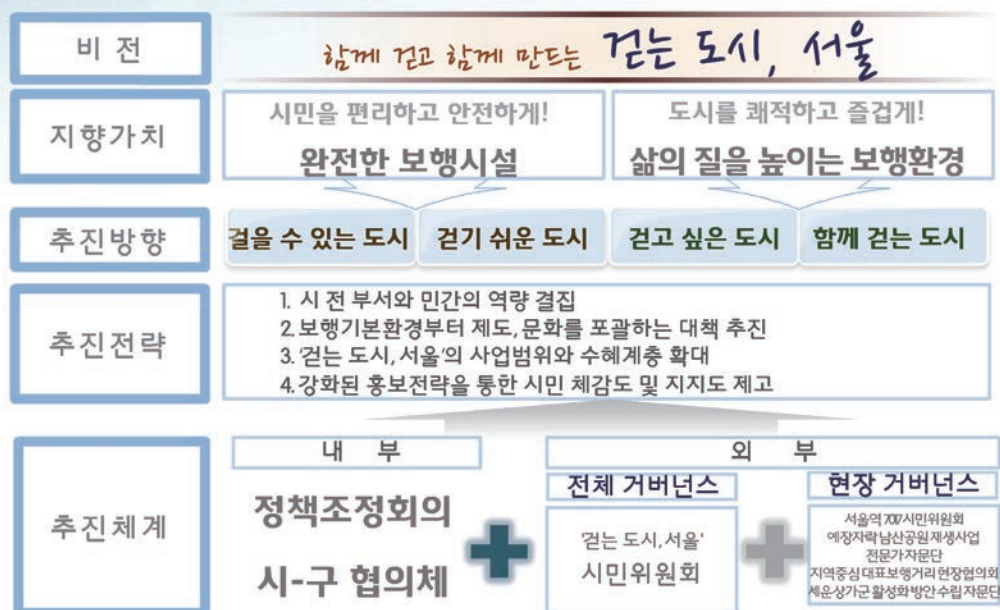 비 전
함께 걷고 함께 만드는 걷는 도시, 서울
지향가치
시민을 편리하고 안전하게!
완전한 보행시설
도시를 쾌적하고 즐겁게!
삶의 질을 높이는 보행환경
추진방향
걸을 수 있는 도시
걷기 쉬운 도시
걷고 싶은 도시
함께 걷는 도시
추진전략
1. 시 전 부서와 민간의 역량 결집
2. 보행기본환경부터 제도, 문화를 포괄하는 대책 추진
3. '걷는 도시, 서울'의 사업범위와 수혜계층 확대
4. 강화된 홍보전략을 통한 시민 체감도 및 지지도 제고
추진체계
내 부
정책조정회의
시-구 협의체
외 부
전체 거버넌스
'걷는 도시, 서울'
시민위원회
현장 거버넌스
서울역 7017시민위원회
예장자락남산공원재생사업
전문가자문단
지역중심대표보행거리현장협의회
세운상가군활성화방안수립자문단